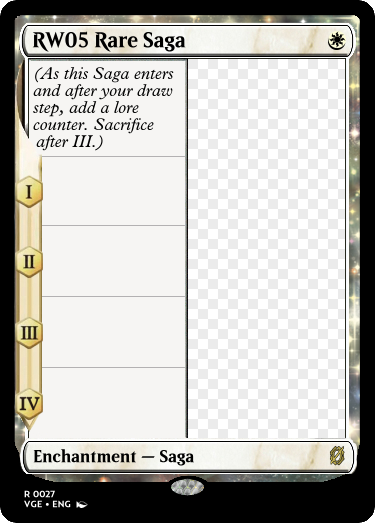 RW05 Rare Saga
(As this Saga enters
and after your draw
step, add a lore
counter. Sacrifice
after III.)
I
II
III
IV
Enchantment — Saga
R 0027
VGE • ENG